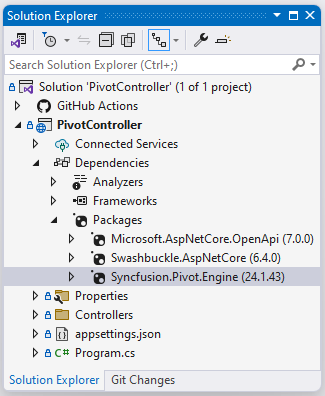 Solution Explorer
Search Solution Explorer (Ctrl+;)
Solution 'PivotController' (1 of 1 project)
GitHub Actions
PivotController
Connected Services
Dependencies
Analyzers
Frameworks
Packages
Microsoft.AspNetCore.OpenApi (7.0.0)
Swashbuckle.AspNetCore (6.4.0)
Syncfusion.Pivot.Engine (24.1.43)
Properties
Controllers
appsettings.json
C# Program.cs
Solution Explorer Git Changes